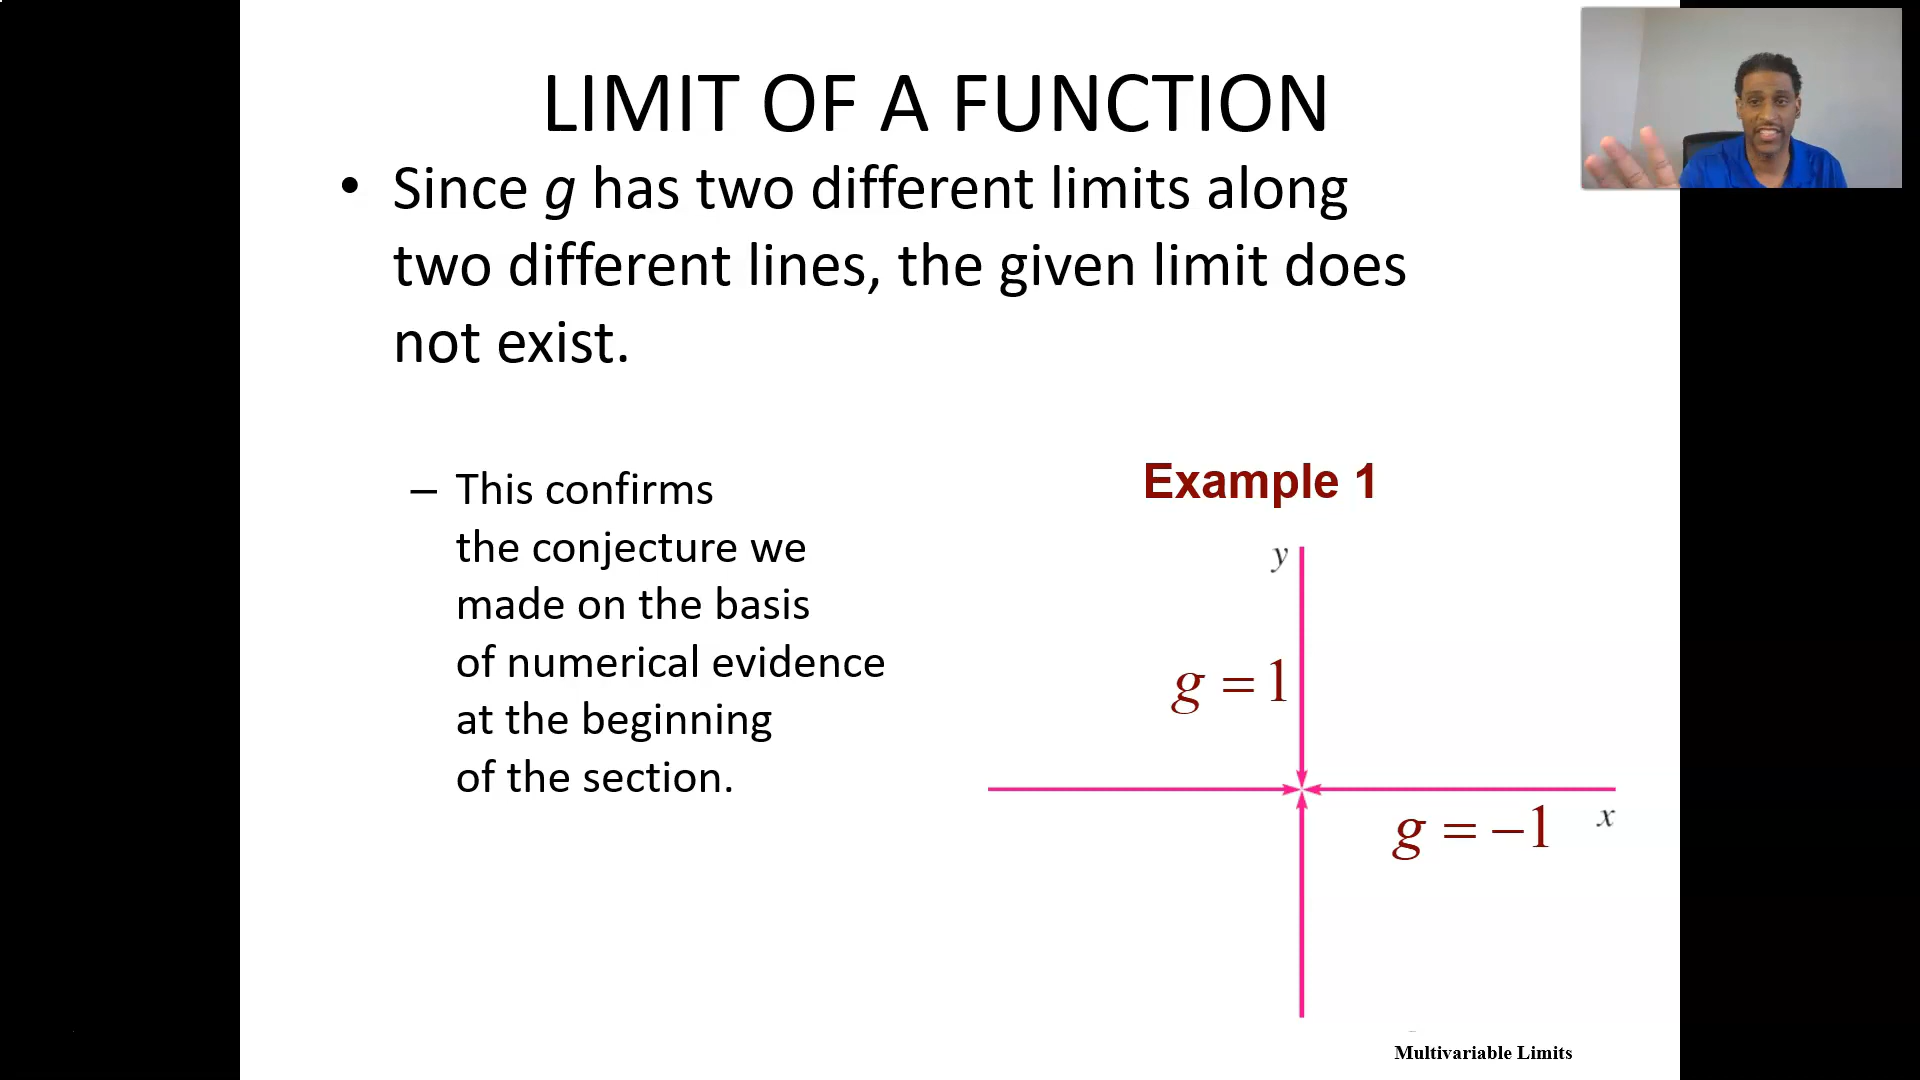 LIMIT OF A FUNCTION
• Since g has two different limits along
two different lines, the given limit does
not exist.
– This confirms
the conjecture we
made on the basis
of numerical evidence
at the beginning
of the section.
Example 1
y
g = 1
g = −1
x
Multivariable Limits